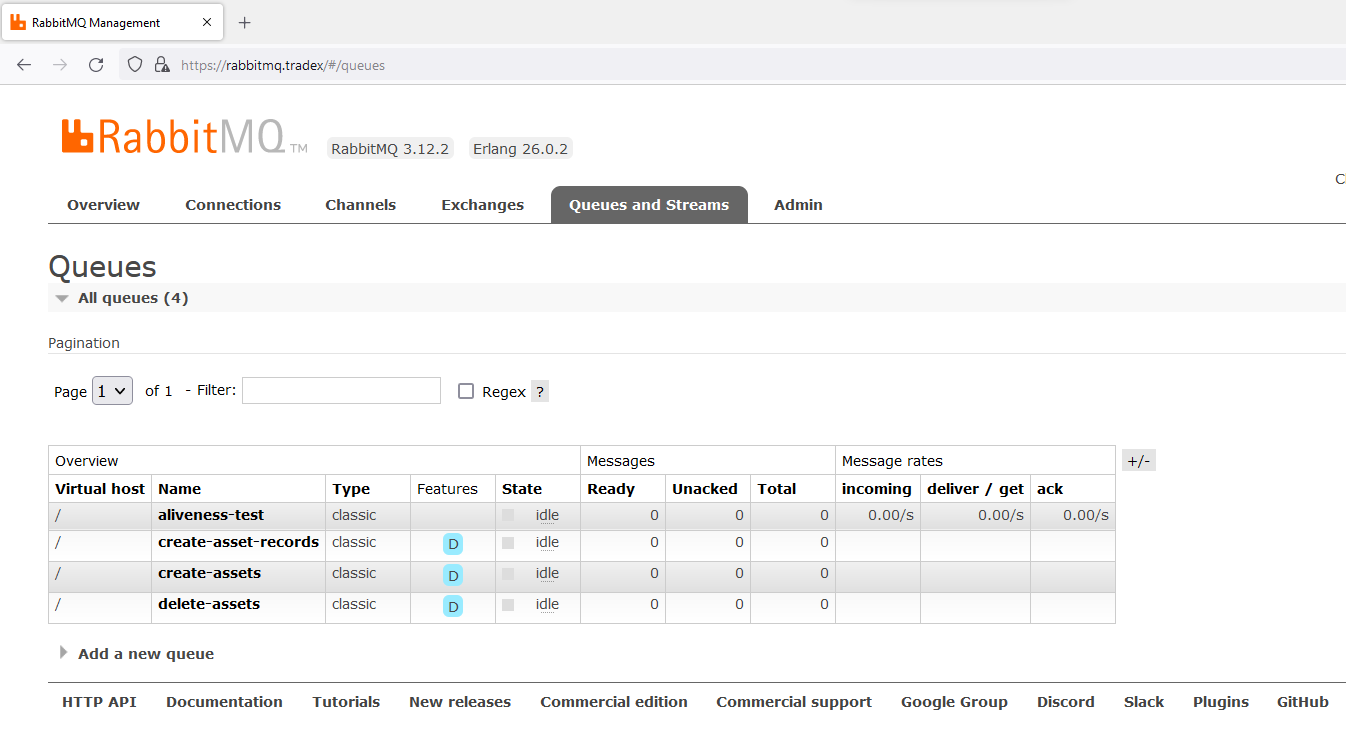 RabbitMQ Management
https://rabbitmq.tradex/#/queues
RabbitMQ TM RabbitMQ 3.12.2 Erlang 26.0.2
Overview Connections Channels Exchanges Queues and Streams Admin
Queues
All queues (4)
Pagination
Page 1 of 1 - Filter: Regex ?
Overview Messages Message rates +/-
Virtual host Name Type Features State Ready Unacked Total incoming deliver / get ack
/ aliveness-test classic idle 0 0 0 0.00/s 0.00/s 0.00/s
/ create-asset-records classic D idle 0 0 0
/ create-assets classic D idle 0 0 0
/ delete-assets classic D idle 0 0 0
Add a new queue
HTTP API Documentation Tutorials New releases Commercial edition Commercial support Google Group Discord Slack Plugins GitHub